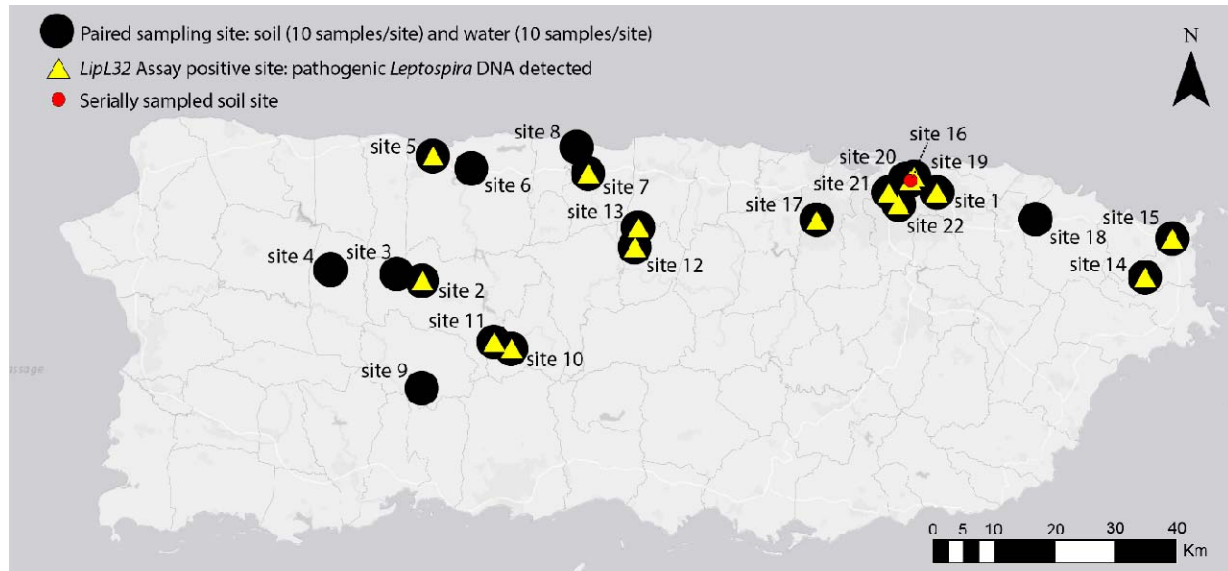 Paired sampling site: soil (10 samples/site) and water (10 samples/site)
LipL32 Assay positive site: pathogenic Leptospira DNA detected
Serially sampled soil site
N
site 8
site 16
site 5
site 20
site 19
site 6
site 7
site 21
site 1
site 13
site 17
site 22
site 18
site 15
site 4
site 3
site 12
site 14
site 2
site 11
site 10
site 9
assage
0 5 10 20 30 40
Km